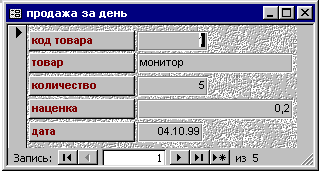 продажа за день
код товара 1
товар монитор
количество 5
наценка 0,2
дата 04.10.99
Запись: 1 из 5